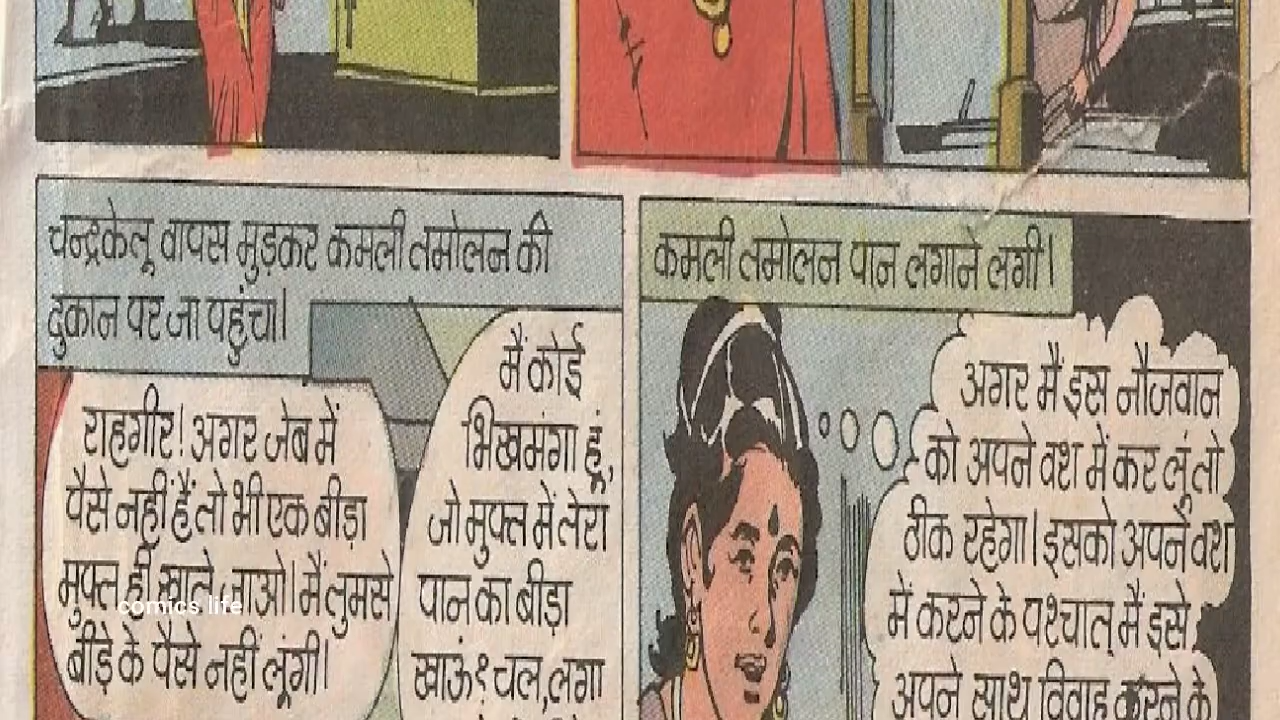 चन्द्रकेतू वापस मुड़कर कमली तमोलन की
दुकान पर जा पहुंचा।
राहगीर! अगर जेब में
पैसे नहीं हैं तो भी एक बीड़ा
मुफ्त ही खाते जाओ। मैं तुमसे
बीड़े के पैसे नहीं लूंगी।
मैं कोई
भिखमंगा हूं,
जो मुफ्त में तेरा
पान का बीड़ा
खाऊं? चल, लगा
कमली तमोलन पान लगाने लगी।
अगर मैं इस नौजवान
को अपने वश में कर लूं तो
ठीक रहेगा। इसको अपने वश
में करने के पश्चात् मैं इसे
अपने साथ विवाह करने के
comics life